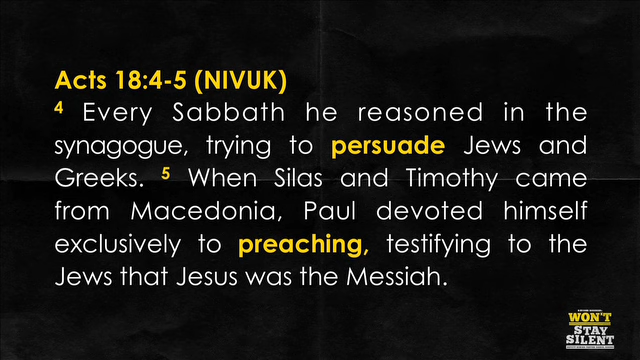 Acts 18:4-5 (NIVUK)
4 Every Sabbath he reasoned in the
synagogue, trying to persuade Jews and
Greeks. 5 When Silas and Timothy came
from Macedonia, Paul devoted himself
exclusively to preaching, testifying to the
Jews that Jesus was the Messiah.
WON'T
STAY
SILENT